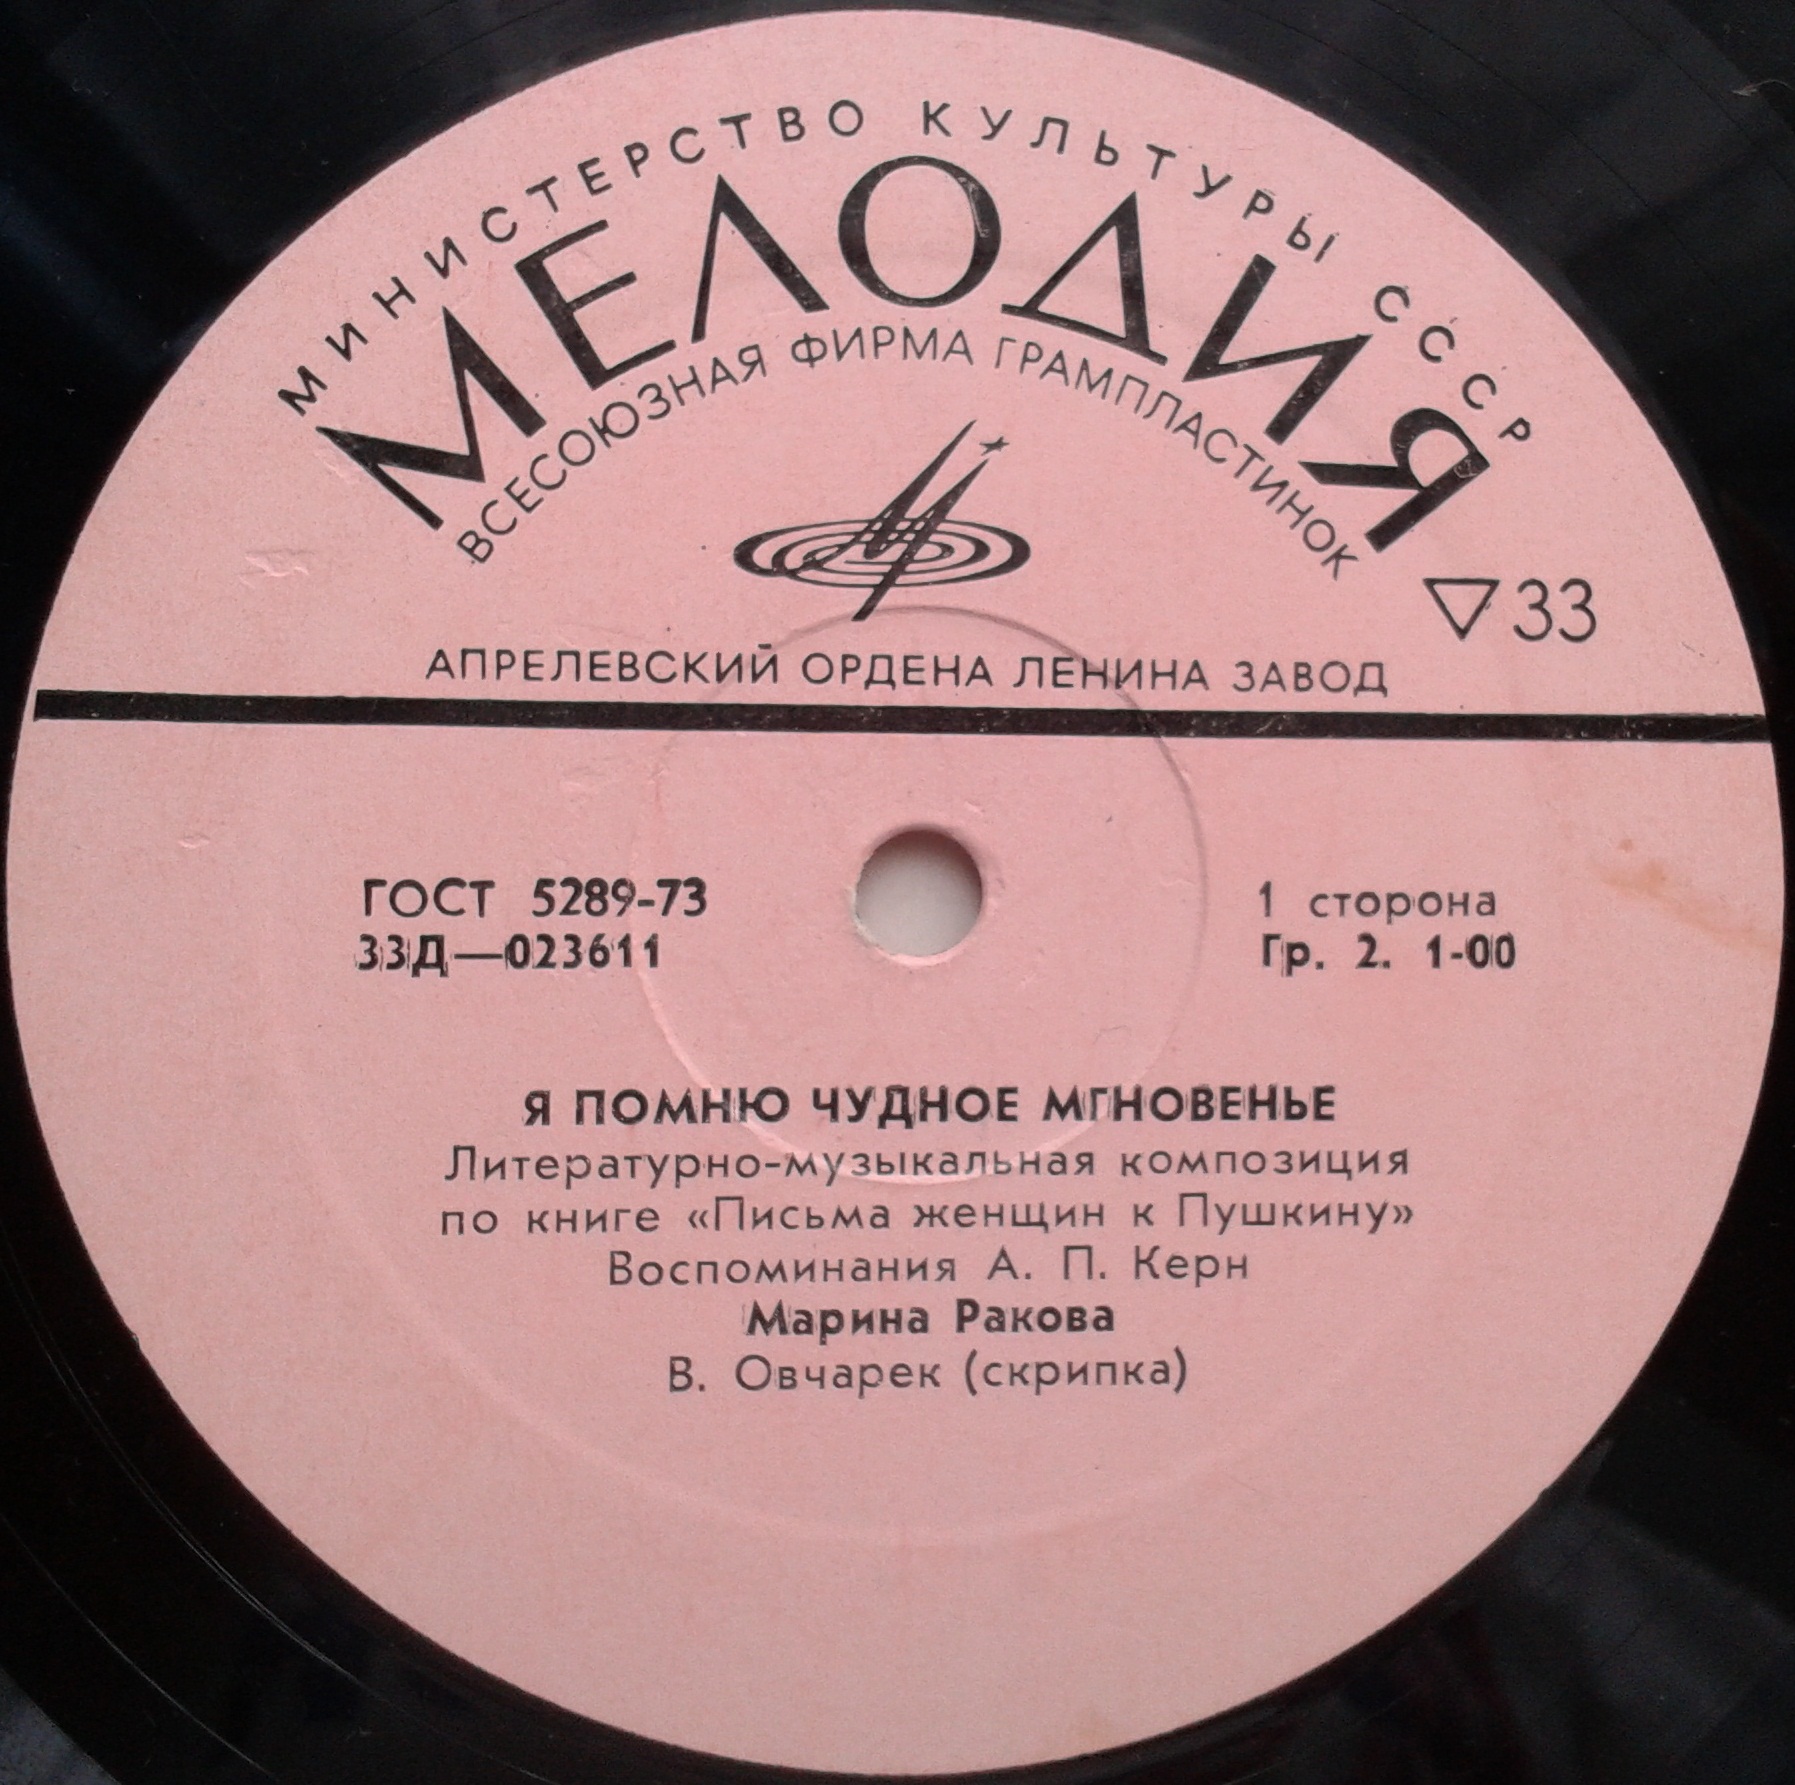 МИНИСТЕРСТВО КУЛЬТУРЫ СССР
МЕЛОДИЯ
ВСЕСОЮЗНАЯ ФИРМА ГРАМПЛАСТИНОК
▽33
АПРЕЛЕВСКИЙ ОРДЕНА ЛЕНИНА ЗАВОД
ГОСТ 5289-73
33Д—023611
1 сторона
Гр. 2. 1-00
Я ПОМНЮ ЧУДНОЕ МГНОВЕНЬЕ
Литературно-музыкальная композиция
по книге «Письма женщин к Пушкину»
Воспоминания А. П. Керн
Марина Ракова
В. Овчарек (скрипка)